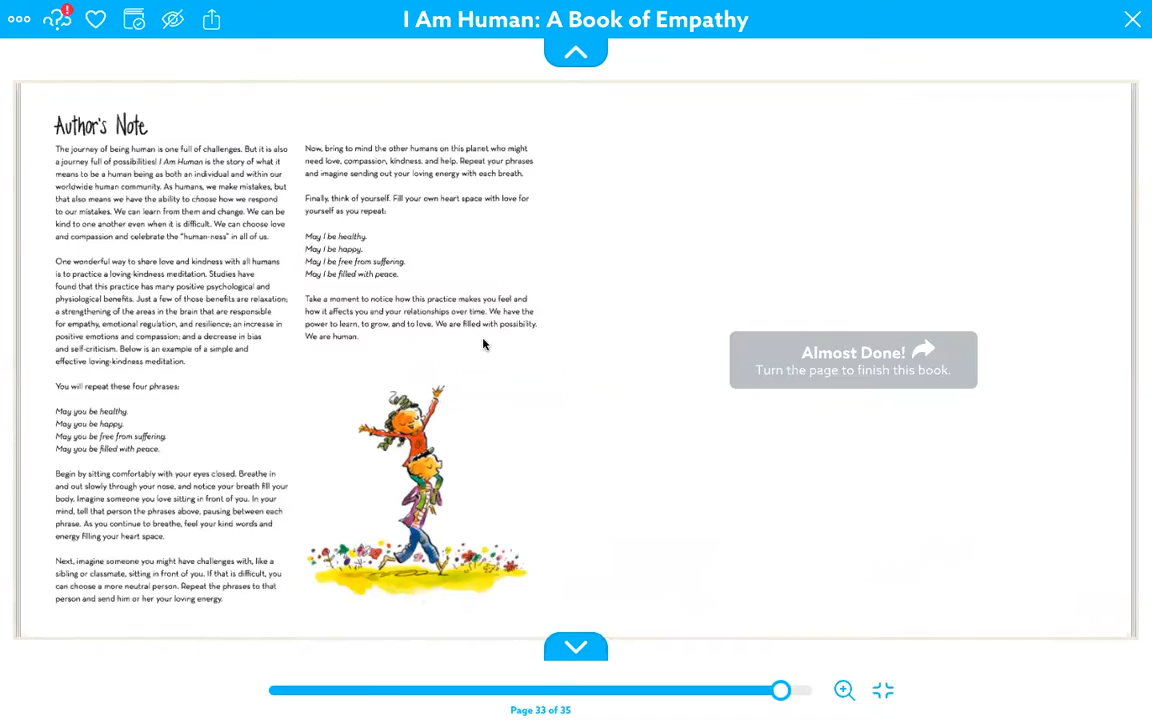 I Am Human: A Book of Empathy
Author's Note
The journey of being human is one full of challenges. But it is also
a journey full of possibilities! I Am Human is the story of what it
means to be a human being as both an individual and within our
worldwide human community. As humans, we make mistakes, but
that also means we have the ability to choose how we respond
to our mistakes. We can learn from them and change. We can be
kind to one another even when it is difficult. We can choose love
and compassion and celebrate the "human-ness" in all of us.
One wonderful way to share love and kindness with all humans
is to practice a loving-kindness meditation. Studies have
found that this practice has many positive psychological and
physiological benefits. Just a few of those benefits are relaxation;
a strengthening of the areas in the brain that are responsible
for empathy, emotional regulation, and resilience; an increase in
positive emotions and compassion; and a decrease in bias
and self-criticism. Below is an example of a simple and
effective loving-kindness meditation.
You will repeat these four phrases:
May you be healthy.
May you be happy.
May you be free from suffering.
May you be filled with peace.
Begin by sitting comfortably with your eyes closed. Breathe in
and out slowly through your nose, and notice your breath fill your
body. Imagine someone you love sitting in front of you. In your
mind, tell that person the phrases above, pausing between each
phrase. As you continue to breathe, feel your kind words and
energy filling your heart space.
Next, imagine someone you might have challenges with, like a
sibling or classmate, sitting in front of you. If that is difficult, you
can choose a more neutral person. Repeat the phrases to that
person and send him or her your loving energy.
Now, bring to mind the other humans on this planet who might
need love, compassion, kindness, and help. Repeat your phrases
and imagine sending out your loving energy with each breath.
Finally, think of yourself. Fill your own heart space with love for
yourself as you repeat:
May I be healthy.
May I be happy.
May I be free from suffering.
May I be filled with peace.
Take a moment to notice how this practice makes you feel and
how it affects you and your relationships over time. We have the
power to learn, to grow, and to love. We are filled with possibility.
We are human.
Almost Done!
Turn the page to finish this book.
Page 33 of 35